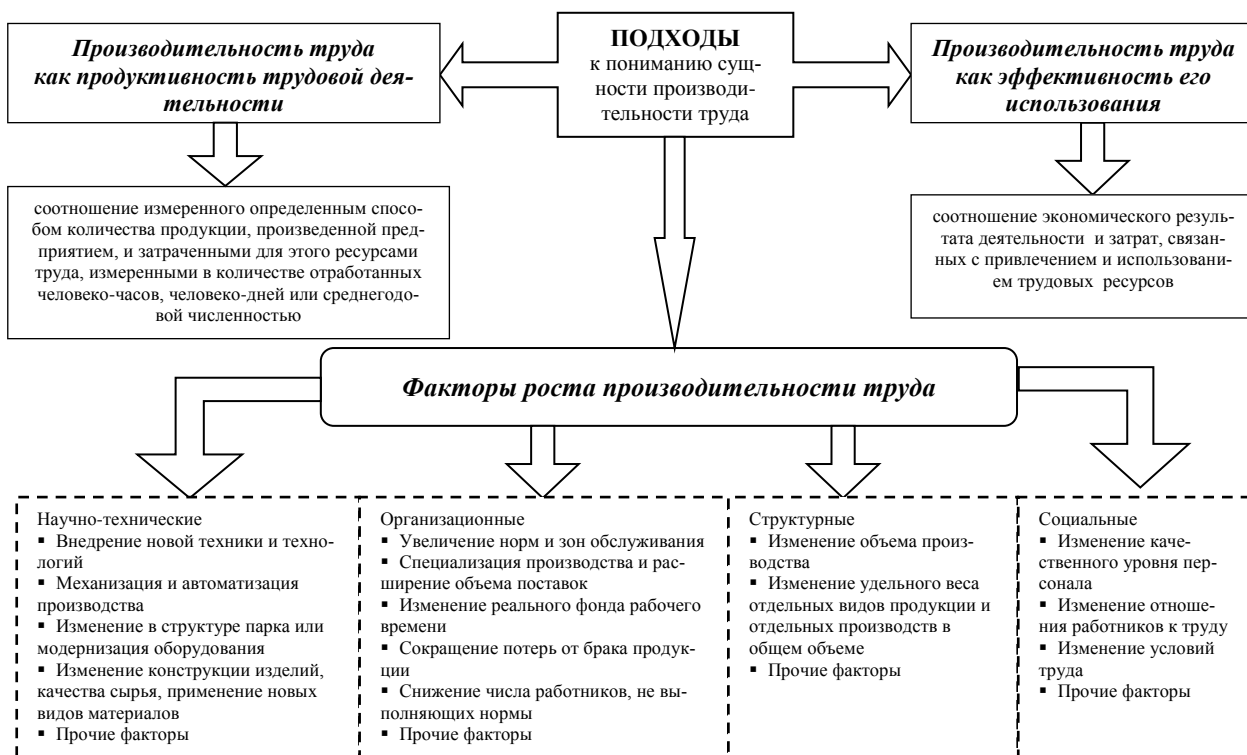 Производительность труда
как продуктивность трудовой дея-
тельности
ПОДХОДЫ
к пониманию сущ-
ности производи-
тельности труда
Производительность труда
как эффективность его
использования
соотношение измеренного определенным спосо-
бом количества продукции, произведенной пред-
приятием, и затраченными для этого ресурсами
труда, измеренными в количестве отработанных
человеко-часов, человеко-дней или среднегодо-
вой численностью
соотношение экономического резуль-
тата деятельности и затрат, связан-
ных с привлечением и использовани-
ем трудовых ресурсов
Факторы роста производительности труда
Научно-технические
▪ Внедрение новой техники и техно-
логий
▪ Механизация и автоматизация
производства
▪ Изменение в структуре парка или
модернизация оборудования
▪ Изменение конструкции изделий,
качества сырья, применение новых
видов материалов
▪ Прочие факторы
Организационные
▪ Увеличение норм и зон обслуживания
▪ Специализация производства и рас-
ширение объема поставок
▪ Изменение реального фонда рабочего
времени
▪ Сокращение потерь от брака продук-
ции
▪ Снижение числа работников, не вы-
полняющих нормы
▪ Прочие факторы
Структурные
▪ Изменение объема произ-
водства
▪ Изменение удельного веса
отдельных видов продукции и
отдельных производств в
общем объеме
▪ Прочие факторы
Социальные
▪ Изменение каче-
ственного уровня пер-
сонала
▪ Изменение отноше-
ния работников к труду
▪ Изменение условий
труда
▪ Прочие факторы